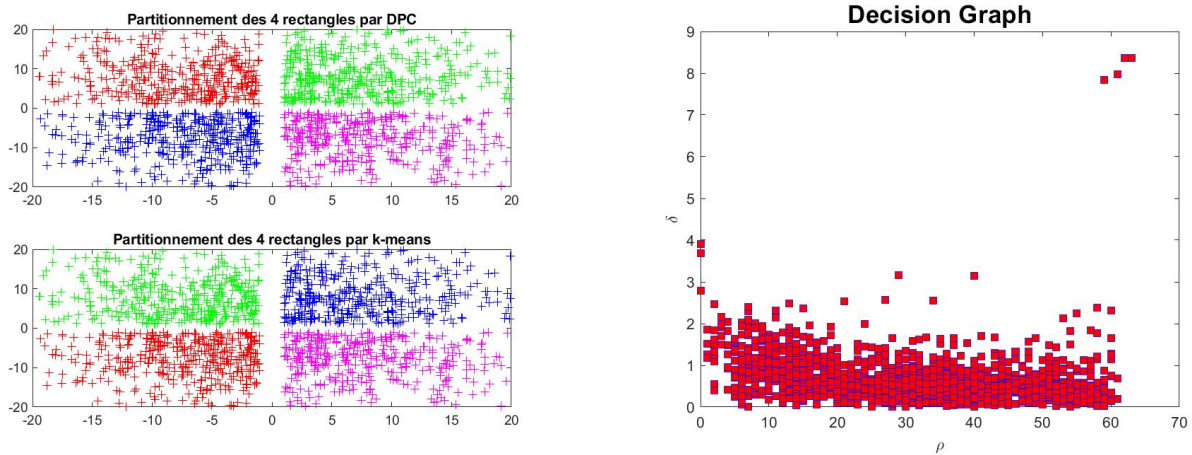 Partitionnement des 4 rectangles par DPC
20
10
0
-10
-20
-20 -15 -10 -5 0 5 10 15 20
Partitionnement des 4 rectangles par k-means
20
10
0
-10
-20
-20 -15 -10 -5 0 5 10 15 20
Decision Graph
9
8
7
6
5
δ
4
3
2
1
0
0 10 20 30 40 50 60 70
ρ